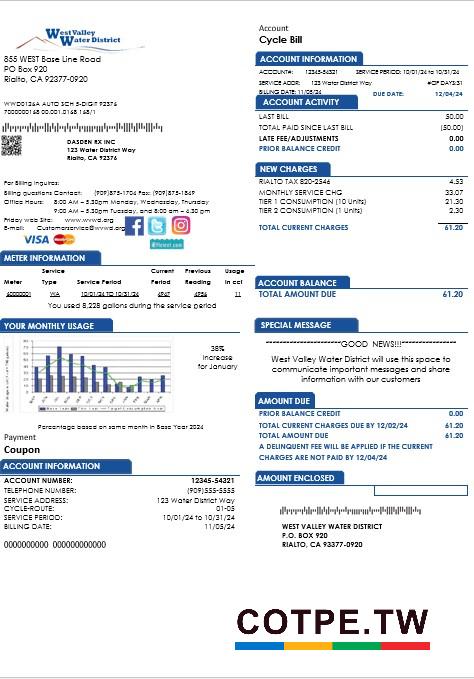 West Valley
Water District
855 WEST Base Line Road
PO Box 920
Rialto, CA 92377-0920
WWD0126A AUTO SCH 5-DIGIT 92376
7000000168 00.001.0168 168/1
DASDEN RX INC
123 Water District Way
Rialto, CA 92376
For Billing Inquires:
Billing questions Contact: (909)875-1704 Fax: (909)875-1849
Office Hours: 8:00 AM – 5:30pm Monday, Wednesday, Thursday
9:00 AM – 5:30pm Tuesday, and 8:00 am – 4:30 pm
Friday web Site: www.wvwd.org
E-mail: Customerservice@wvwd.org
VISA
Account
Cycle Bill
ACCOUNT INFORMATION
ACCOUNT#: 12345-54321 SERVICE PERIOD: 10/01/24 to 10/31/24
SERVICE ADDR: 123 Water District Way #OF DAYS:31
BILLING DATE: 11/05/24 DUE DATE: 12/04/24
ACCOUNT ACTIVITY
LAST BILL 50.00
TOTAL PAID SINCE LAST BILL (50.00)
LATE FEE/ADJUSTMENTS 0.00
PRIOR BALANCE CREDIT 0.00
NEW CHARGES
RIALTO TAX 820-2546 4.53
MONTHLY SERVICE CHG 33.07
TIER 1 CONSUMPTION (10 Units) 21.30
TIER 2 CONSUMPTION (1 Units) 2.30
TOTAL CURRENT CHARGES 61.20
METER INFORMATION
Service Current Previous Usage
Meter Type Service Period Period Reading in ccf
60000001 WA 10/01/24 TO 10/31/24 4967 4956 11
You used 8,228 gallons during the service period
ACCOUNT BALANCE
TOTAL AMOUNT DUE 61.20
YOUR MONTHLY USAGE
38%
Increase
for January
Percentage based on same month in Base Year 2024
SPECIAL MESSAGE
~~~~~~~~~~~~~~~~GOOD NEWS!!!~~~~~~~~~~~~~~~~
West Valley Water District will use this space to
communicate important messages and share
information with our customers
AMOUNT DUE
PRIOR BALANCE CREDIT 0.00
TOTAL CURRENT CHARGES DUE BY 12/02/24 61.20
TOTAL AMOUNT DUE 61.20
A DELINQUENT FEE WILL BE APPLIED IF THE CURRENT
CHARGES ARE NOT PAID BY 12/04/24
Payment
Coupon
ACCOUNT INFORMATION
ACCOUNT NUMBER: 12345-54321
TELEPHONE NUMBER: (909)555-5555
SERVICE ADDRESS: 123 Water District Way
CYCLE-ROUTE: 01-05
SERVICE PERIOD: 10/01/24 to 10/31/24
BILLING DATE: 11/05/24
0000000000 000000000000
AMOUNT ENCLOSED
WEST VALLEY WATER DISTRICT
P.O. BOX 920
RIALTO, CA 93377-0920
COTPE.TW